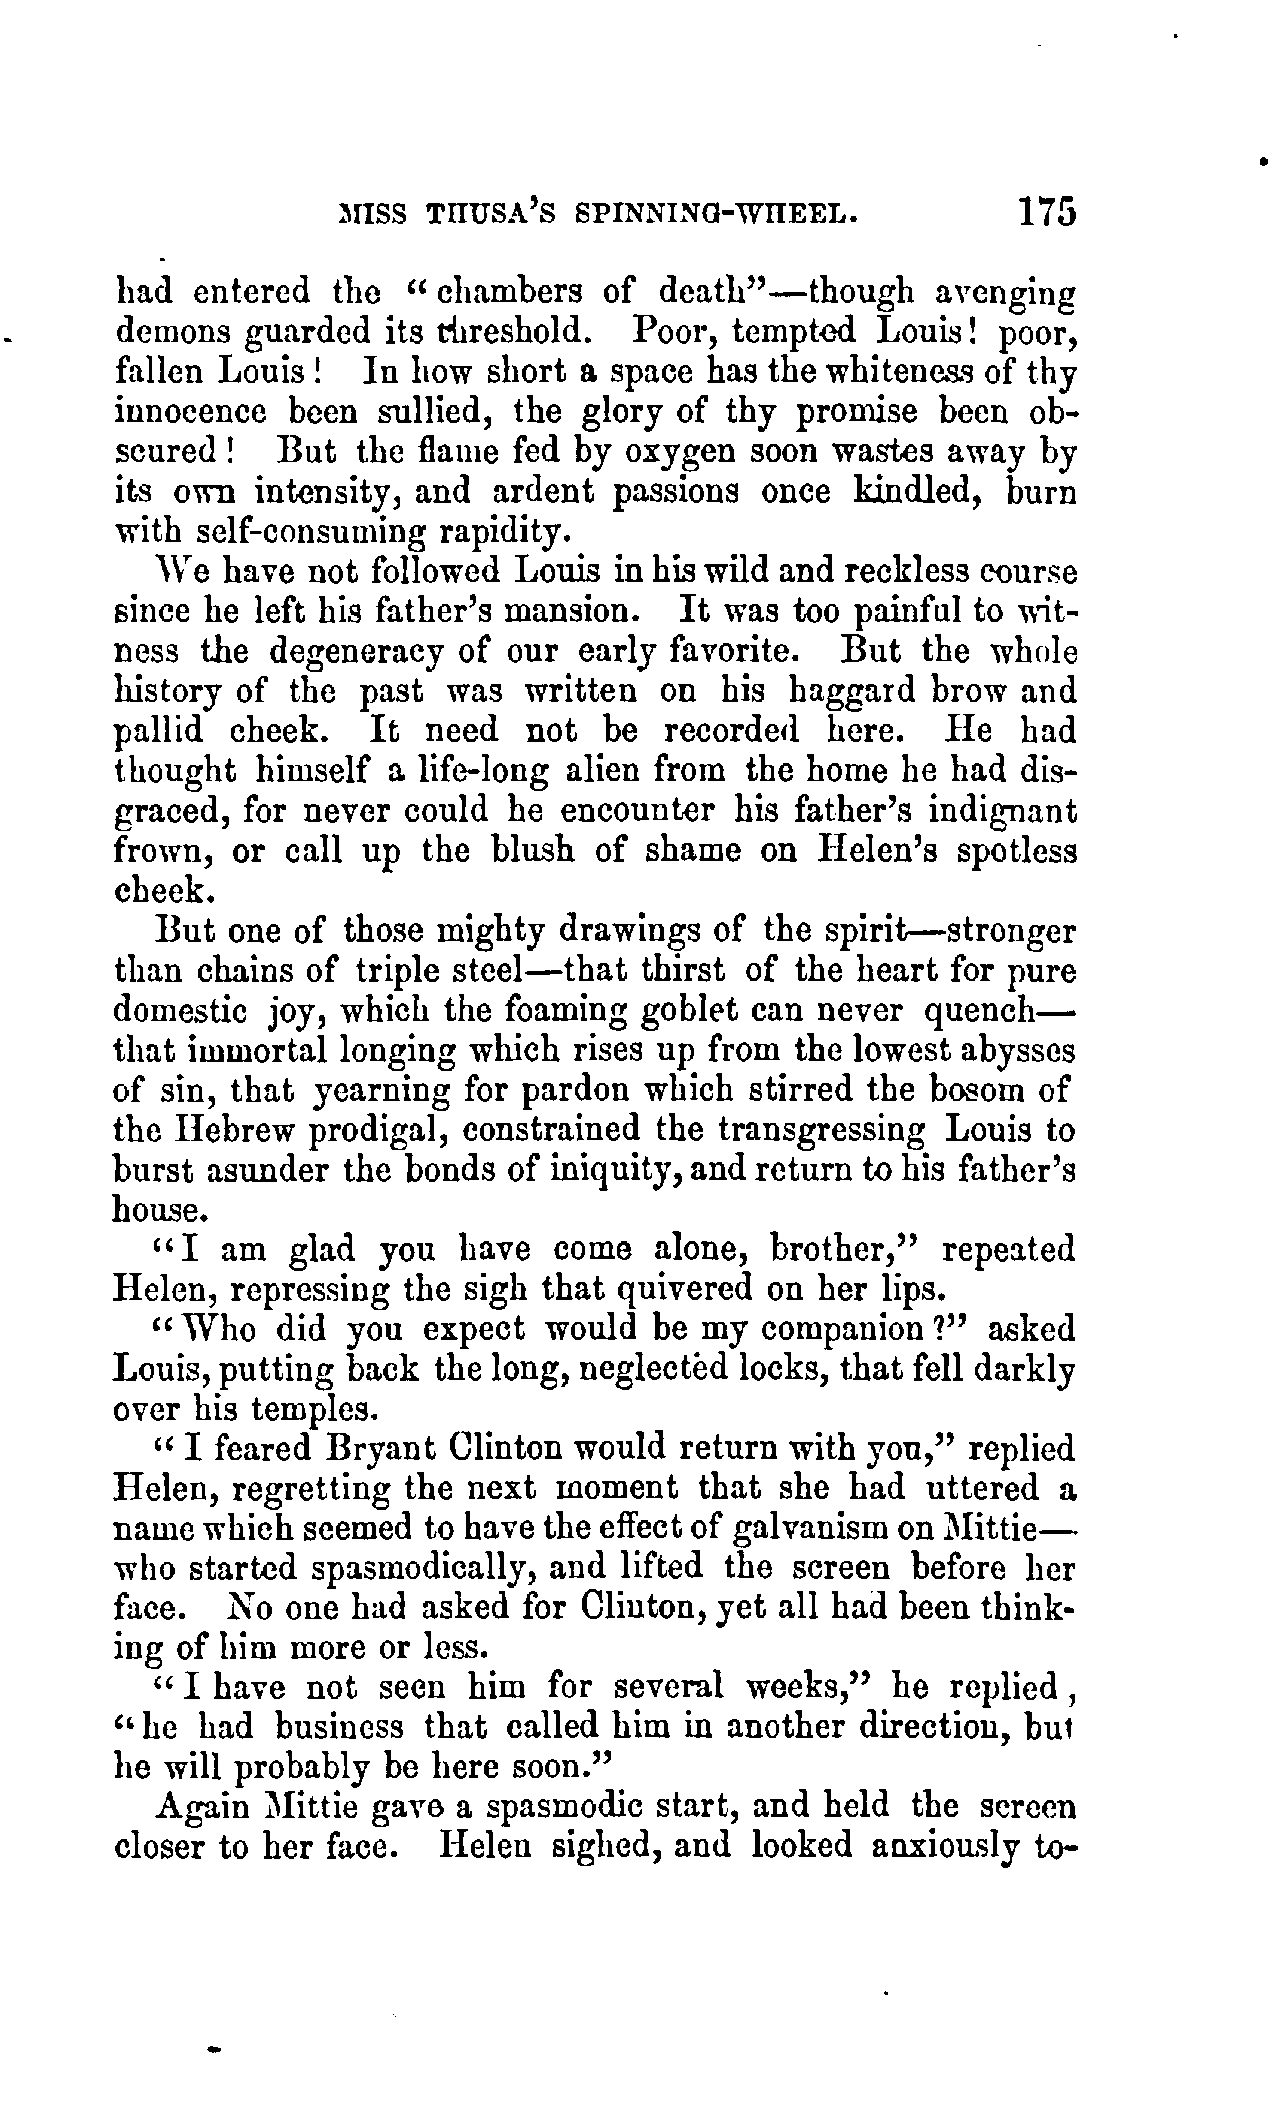 MISS THUSA'S SPINNING-WHEEL. 175
had entered the "chambers of death"—though avenging
demons guarded its threshold. Poor, tempted Louis! poor,
fallen Louis! In how short a space has the whiteness of thy
innocence been sullied, the glory of thy promise been ob-
scured! But the flame fed by oxygen soon wastes away by
its own intensity, and ardent passions once kindled, burn
with self-consuming rapidity.
We have not followed Louis in his wild and reckless course
since he left his father's mansion. It was too painful to wit-
ness the degeneracy of our early favorite. But the whole
history of the past was written on his haggard brow and
pallid cheek. It need not be recorded here. He had
thought himself a life-long alien from the home he had dis-
graced, for never could he encounter his father's indignant
frown, or call up the blush of shame on Helen's spotless
cheek.
But one of those mighty drawings of the spirit—stronger
than chains of triple steel—that thirst of the heart for pure
domestic joy, which the foaming goblet can never quench—
that immortal longing which rises up from the lowest abysses
of sin, that yearning for pardon which stirred the bosom of
the Hebrew prodigal, constrained the transgressing Louis to
burst asunder the bonds of iniquity, and return to his father's
house.
"I am glad you have come alone, brother," repeated
Helen, repressing the sigh that quivered on her lips.
"Who did you expect would be my companion?" asked
Louis, putting back the long, neglected locks, that fell darkly
over his temples.
"I feared Bryant Clinton would return with you," replied
Helen, regretting the next moment that she had uttered a
name which seemed to have the effect of galvanism on Mittie—
who started spasmodically, and lifted the screen before her
face. No one had asked for Clinton, yet all had been think-
ing of him more or less.
"I have not seen him for several weeks," he replied,
"he had business that called him in another direction, but
he will probably be here soon."
Again Mittie gave a spasmodic start, and held the screen
closer to her face. Helen sighed, and looked anxiously to-